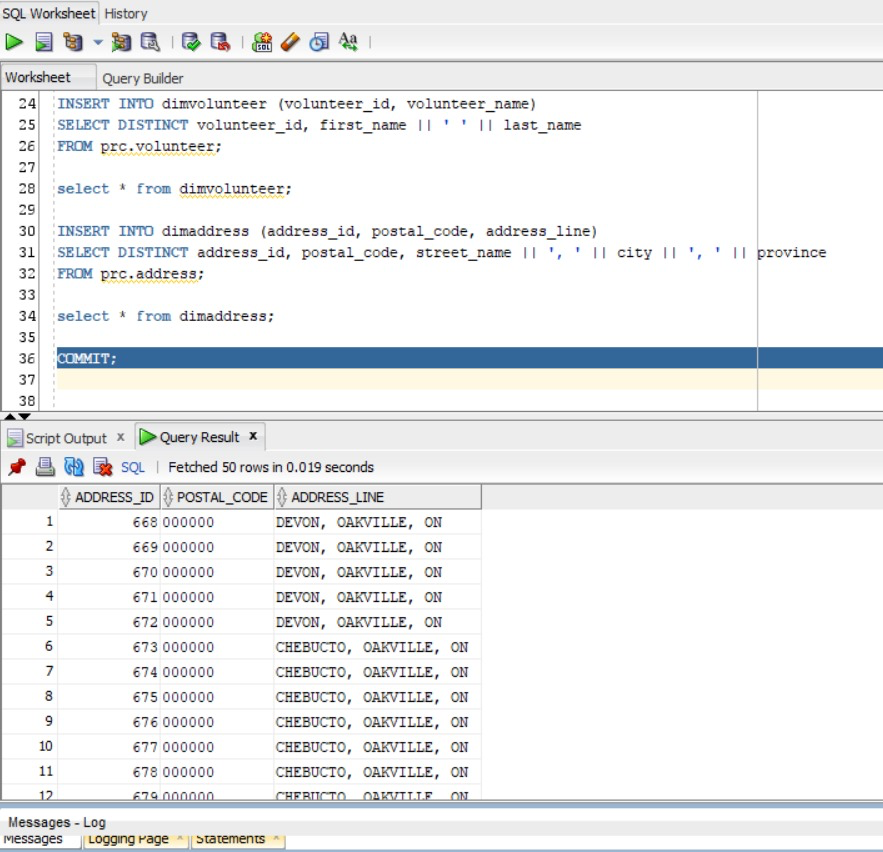 SQL Worksheet History
Worksheet Query Builder
24 INSERT INTO dimvolunteer (volunteer_id, volunteer_name)
25 SELECT DISTINCT volunteer_id, first_name || ' ' || last_name
26 FROM prc.volunteer;
27
28 select * from dimvolunteer;
29
30 INSERT INTO dimaddress (address_id, postal_code, address_line)
31 SELECT DISTINCT address_id, postal_code, street_name || ', ' || city || ', ' || province
32 FROM prc.address;
33
34 select * from dimaddress;
35
36 COMMIT;
37
38
Script Output x Query Result x
SQL | Fetched 50 rows in 0.019 seconds
ADDRESS_ID POSTAL_CODE ADDRESS_LINE
1 668 000000 DEVON, OAKVILLE, ON
2 669 000000 DEVON, OAKVILLE, ON
3 670 000000 DEVON, OAKVILLE, ON
4 671 000000 DEVON, OAKVILLE, ON
5 672 000000 DEVON, OAKVILLE, ON
6 673 000000 CHEBUCTO, OAKVILLE, ON
7 674 000000 CHEBUCTO, OAKVILLE, ON
8 675 000000 CHEBUCTO, OAKVILLE, ON
9 676 000000 CHEBUCTO, OAKVILLE, ON
10 677 000000 CHEBUCTO, OAKVILLE, ON
11 678 000000 CHEBUCTO, OAKVILLE, ON
12 679 000000 CHEBUCTO, OAKVILLE, ON
Messages - Log
Messages Logging Page x Statements x